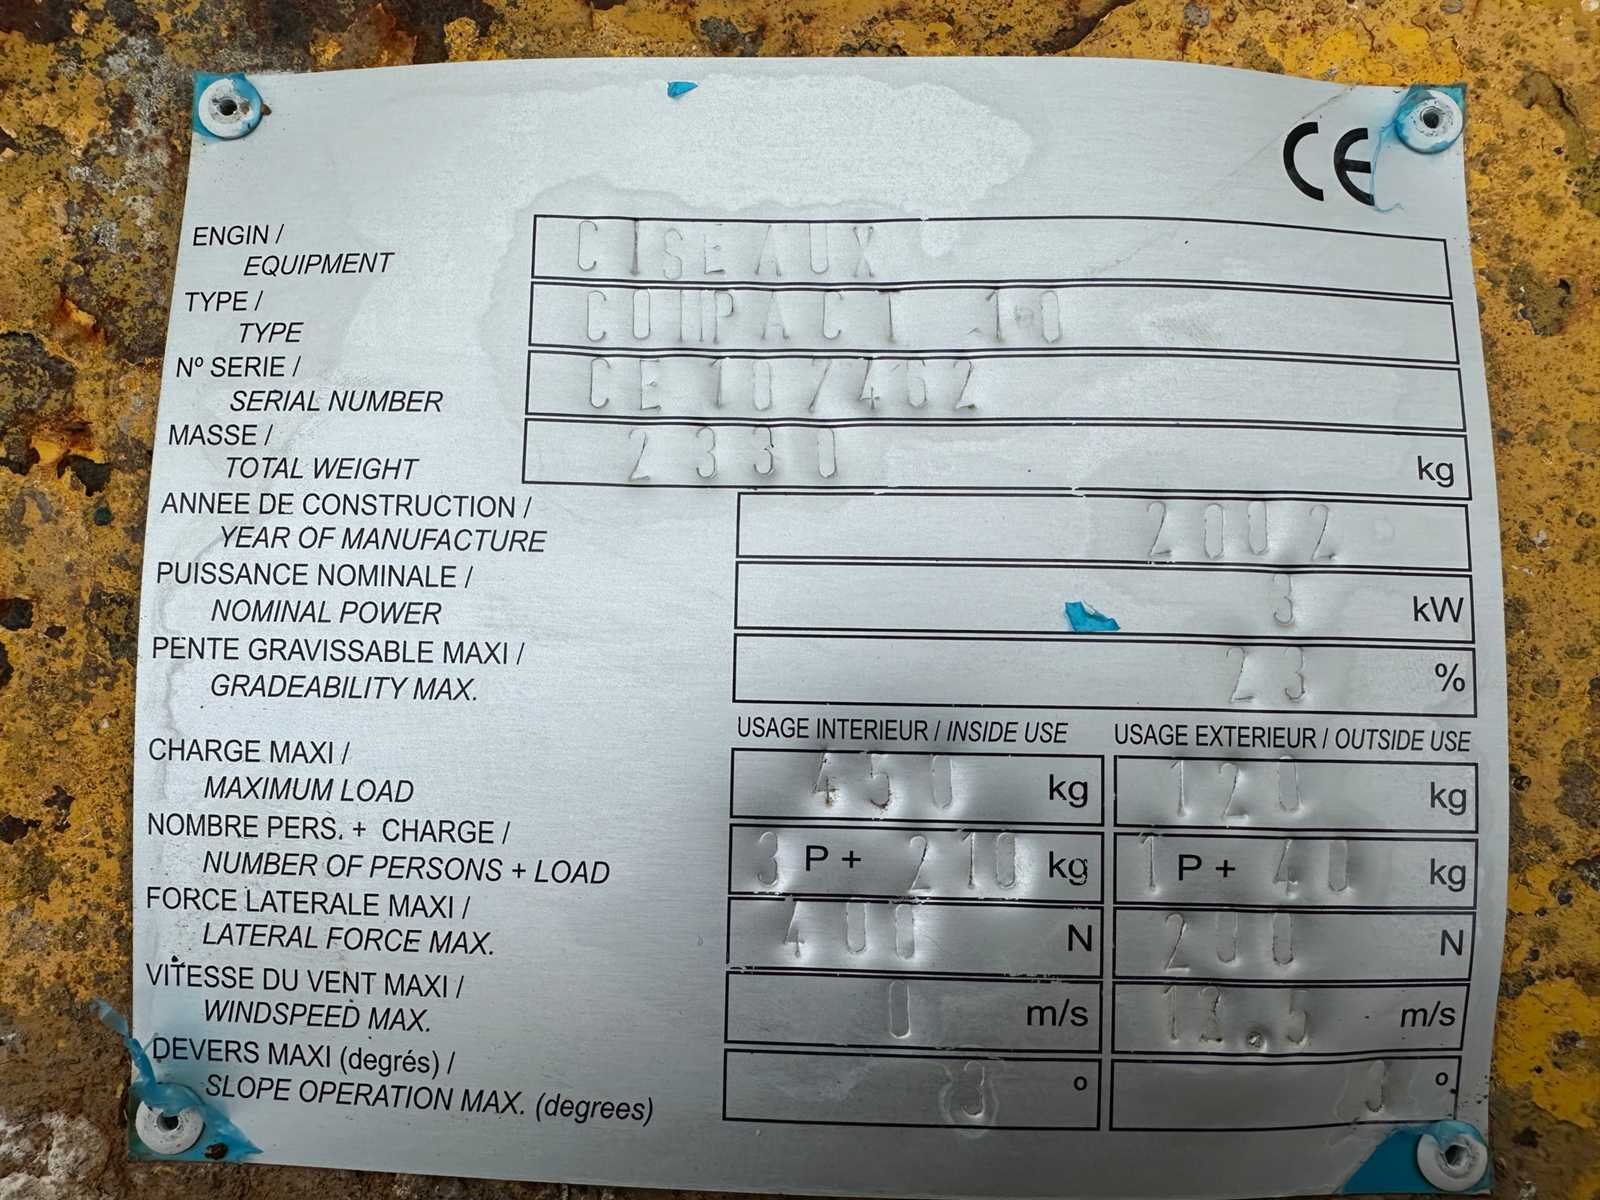 CE
ENGIN /
EQUIPMENT
CISEAUX
TYPE /
TYPE
COMPACT 10
Nº SERIE /
SERIAL NUMBER
CE 107462
MASSE /
TOTAL WEIGHT
2330 kg
ANNEE DE CONSTRUCTION /
YEAR OF MANUFACTURE
2002
PUISSANCE NOMINALE /
NOMINAL POWER
3 kW
PENTE GRAVISSABLE MAXI /
GRADEABILITY MAX.
23 %
USAGE INTERIEUR / INSIDE USE USAGE EXTERIEUR / OUTSIDE USE
CHARGE MAXI /
MAXIMUM LOAD
450 kg 120 kg
NOMBRE PERS. + CHARGE /
NUMBER OF PERSONS + LOAD
3 P + 210 kg 1 P + 40 kg
FORCE LATERALE MAXI /
LATERAL FORCE MAX.
400 N 200 N
VITESSE DU VENT MAXI /
WINDSPEED MAX.
0 m/s 12.5 m/s
DEVERS MAXI (degrés) /
SLOPE OPERATION MAX. (degrees)
3 º 3 º